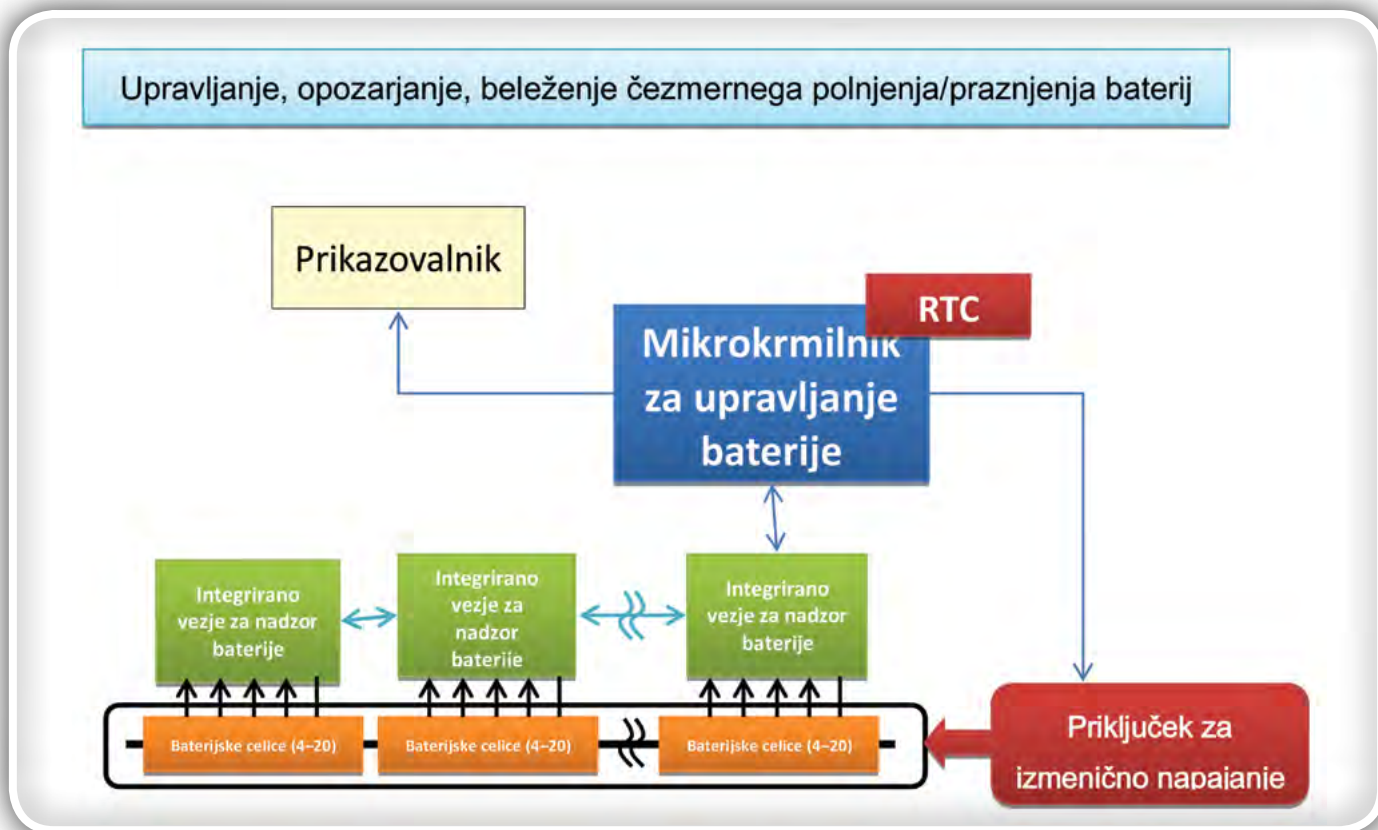 Upravljanje, opozarjanje, beleženje čezmernega polnjenja/praznjenja baterij
Prikazovalnik
RTC
Mikrokrmilnik
za upravljanje
baterije
Integrirano
vezje za nadzor
baterije
Integrirano
vezje za
nadzor
baterije
Integrirano
vezje za nadzor
baterije
Baterijske celice (4–20)
Baterijske celice (4–20)
Baterijske celice (4–20)
Priključek za
izmenično napajanje